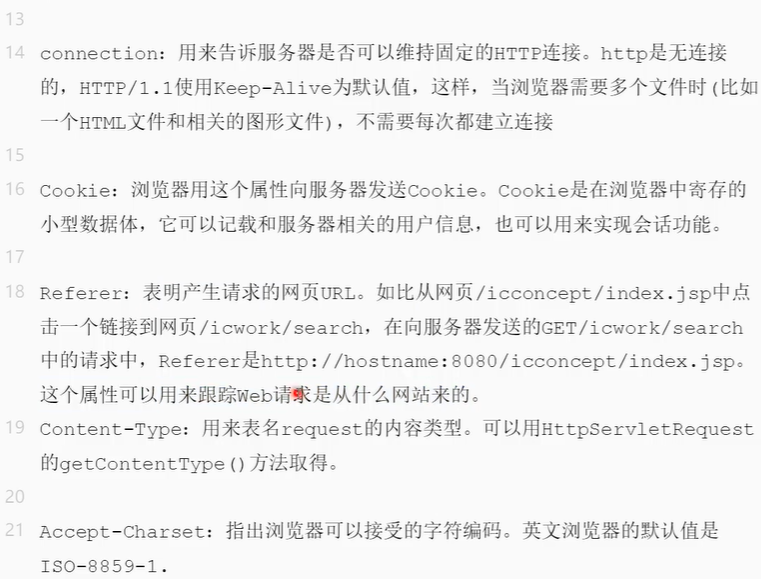 13
14 connection：用来告诉服务器是否可以维持固定的HTTP连接。http是无连接
的，HTTP/1.1使用Keep-Alive为默认值，这样，当浏览器需要多个文件时(比如
一个HTML文件和相关的图形文件)，不需要每次都建立连接
15
16 Cookie：浏览器用这个属性向服务器发送Cookie。Cookie是在浏览器中寄存的
小型数据体，它可以记载和服务器相关的用户信息，也可以用来实现会话功能。
17
18 Referer：表明产生请求的网页URL。如比从网页/icconcept/index.jsp中点
击一个链接到网页/icwork/search，在向服务器发送的GET/icwork/search
中的请求中，Referer是http://hostname:8080/icconcept/index.jsp。
这个属性可以用来跟踪Web请求是从什么网站来的。
19 Content-Type：用来表名request的内容类型。可以用HttpServletRequest
的getContentType()方法取得。
20
21 Accept-Charset：指出浏览器可以接受的字符编码。英文浏览器的默认值是
ISO-8859-1.